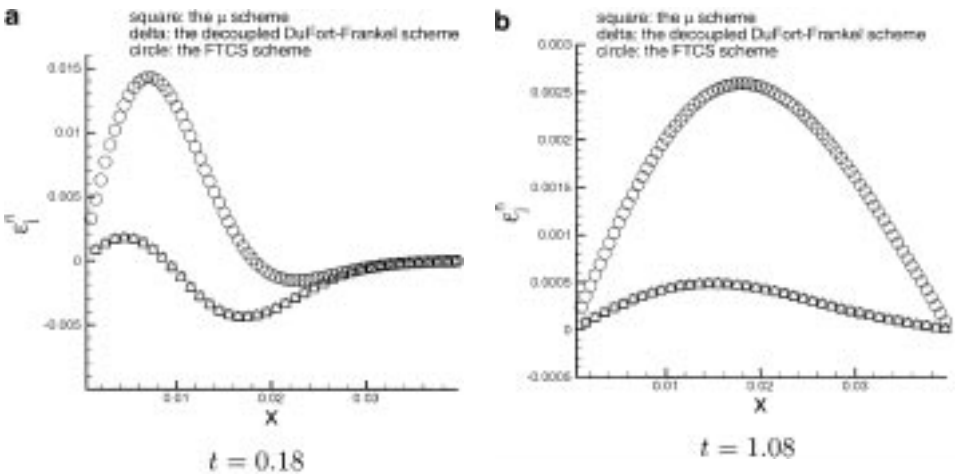 a
square: the μ scheme
delta: the decoupled DuFort-Frankel scheme
circle: the FTCS scheme
0.015
0.01
0.005
0
-0.005
εⱼⁿ
0.01
0.02
0.03
X
t = 0.18
b
square: the μ scheme
delta: the decoupled DuFort-Frankel scheme
circle: the FTCS scheme
0.003
0.0025
0.002
0.0015
0.001
0.0005
0
-0.0005
εⱼⁿ
0.01
0.02
0.03
X
t = 1.08